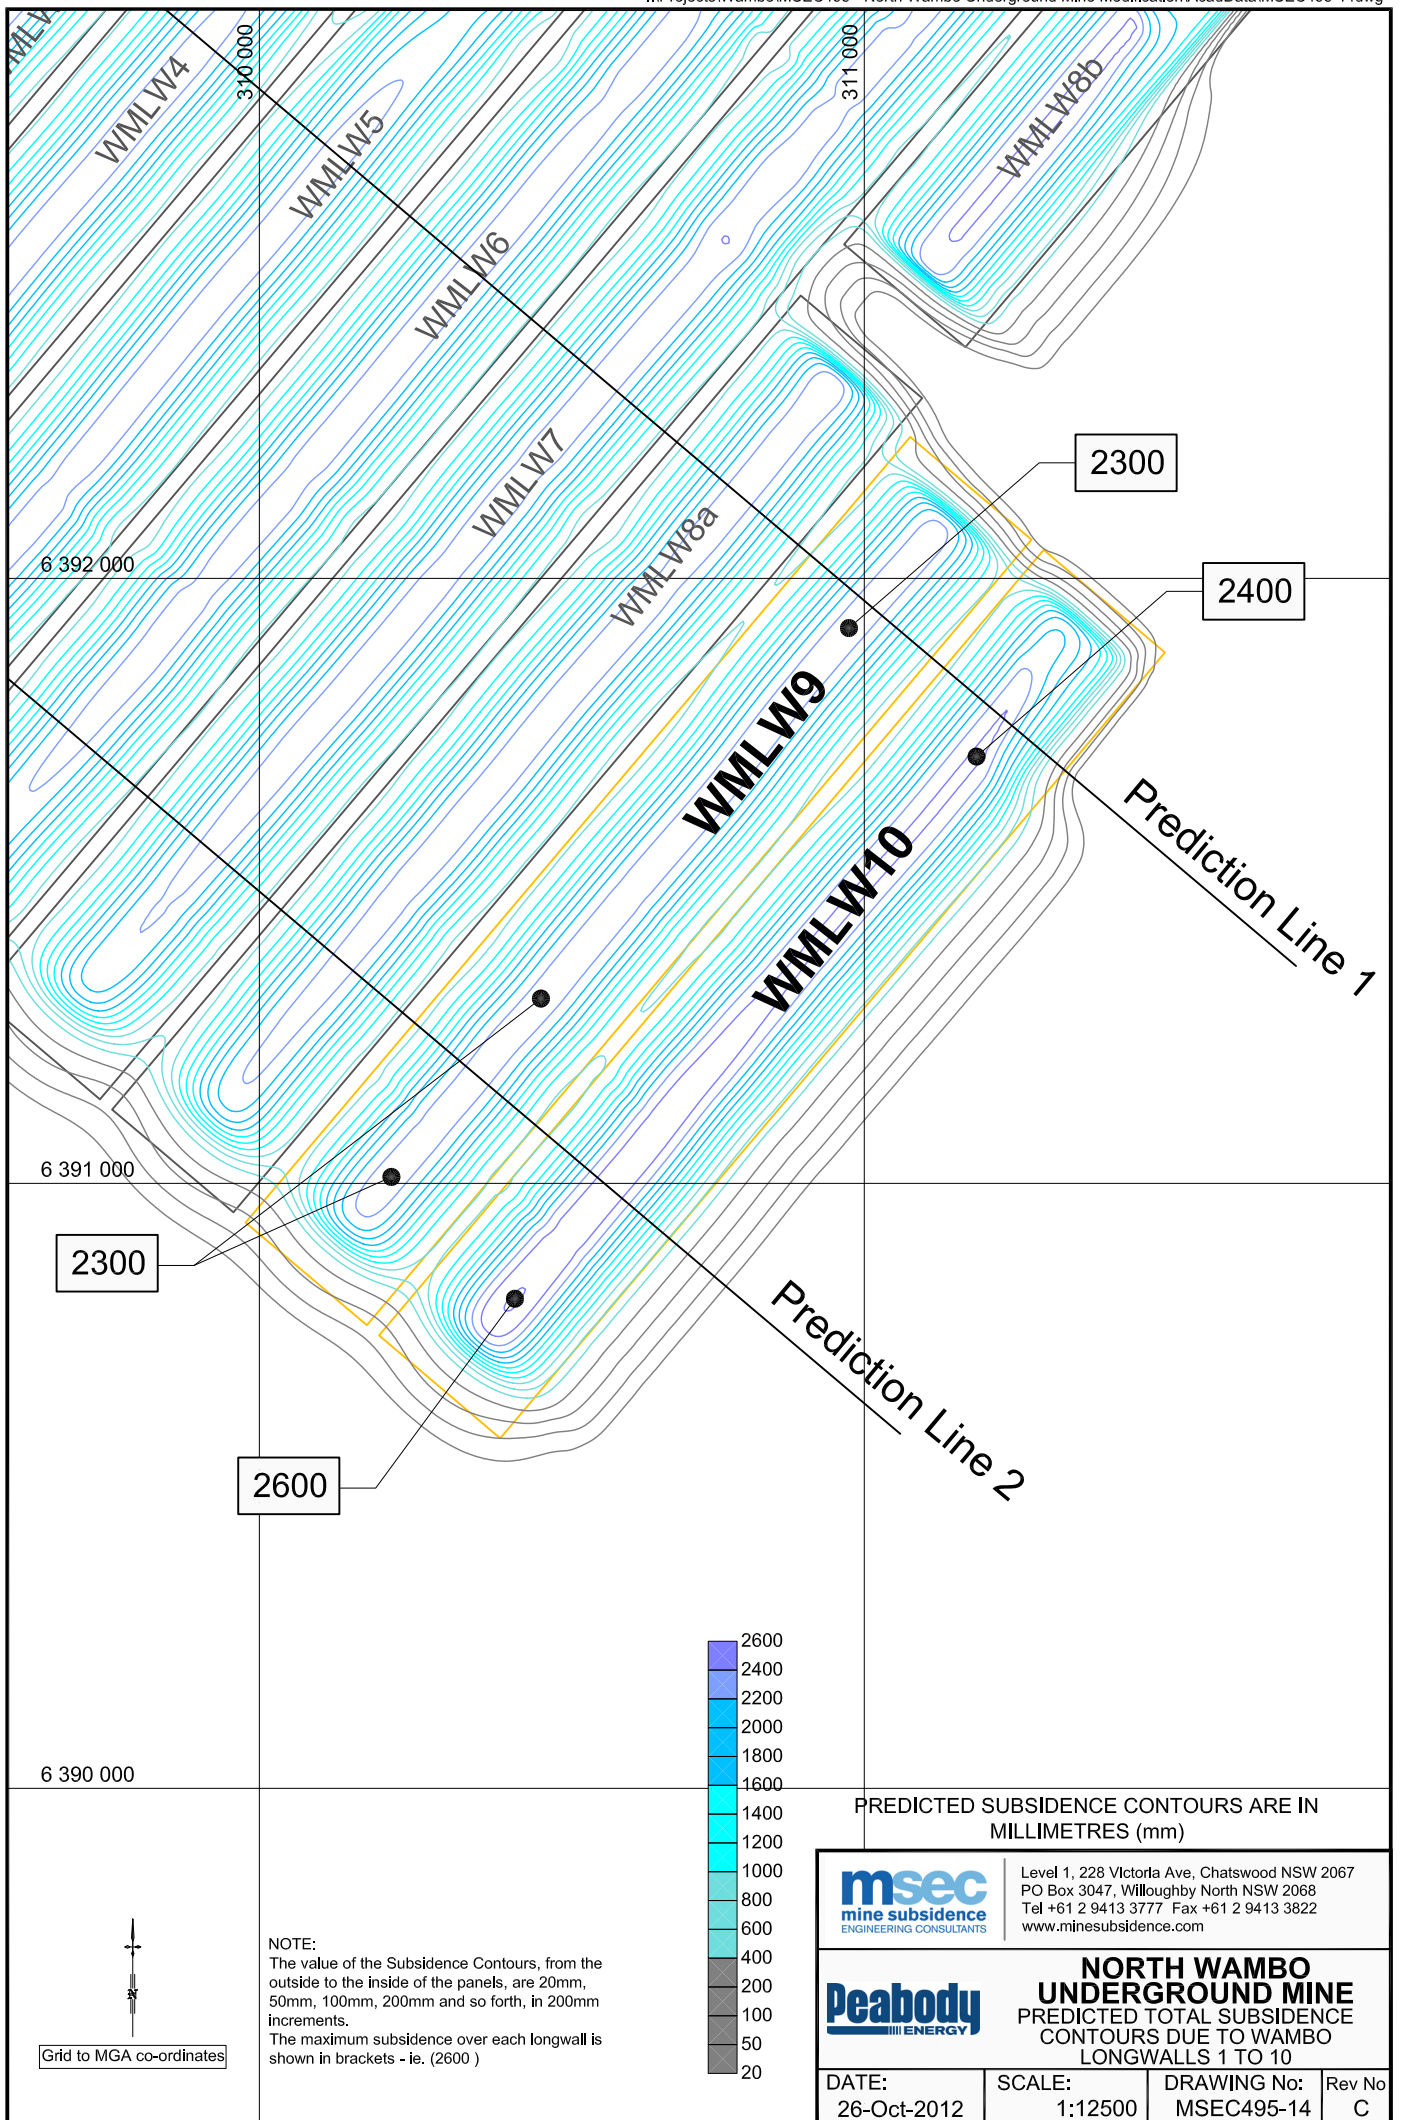 310 000
311 000
WMLW4
WMLW5
WMLW6
WMLW7
WMLW8a
WMLW8b
2300
6 392 000
2400
WMLW9
WMLW10
Prediction Line 1
6 391 000
2300
Prediction Line 2
2600
6 390 000
2600
2400
2200
2000
1800
1600
1400
1200
1000
800
600
400
200
100
50
20
PREDICTED SUBSIDENCE CONTOURS ARE IN
MILLIMETRES (mm)
N
Grid to MGA co-ordinates
NOTE:
The value of the Subsidence Contours, from the
outside to the inside of the panels, are 20mm,
50mm, 100mm, 200mm and so forth, in 200mm
increments.
The maximum subsidence over each longwall is
shown in brackets - ie. (2600 )
msec
mine subsidence
ENGINEERING CONSULTANTS
Level 1, 228 Victoria Ave, Chatswood NSW 2067
PO Box 3047, Willoughby North NSW 2068
Tel +61 2 9413 3777 Fax +61 2 9413 3822
www.minesubsidence.com
Peabody
ENERGY
NORTH WAMBO
UNDERGROUND MINE
PREDICTED TOTAL SUBSIDENCE
CONTOURS DUE TO WAMBO
LONGWALLS 1 TO 10
DATE:
26-Oct-2012
SCALE:
1:12500
DRAWING No:
MSEC495-14
Rev No
C